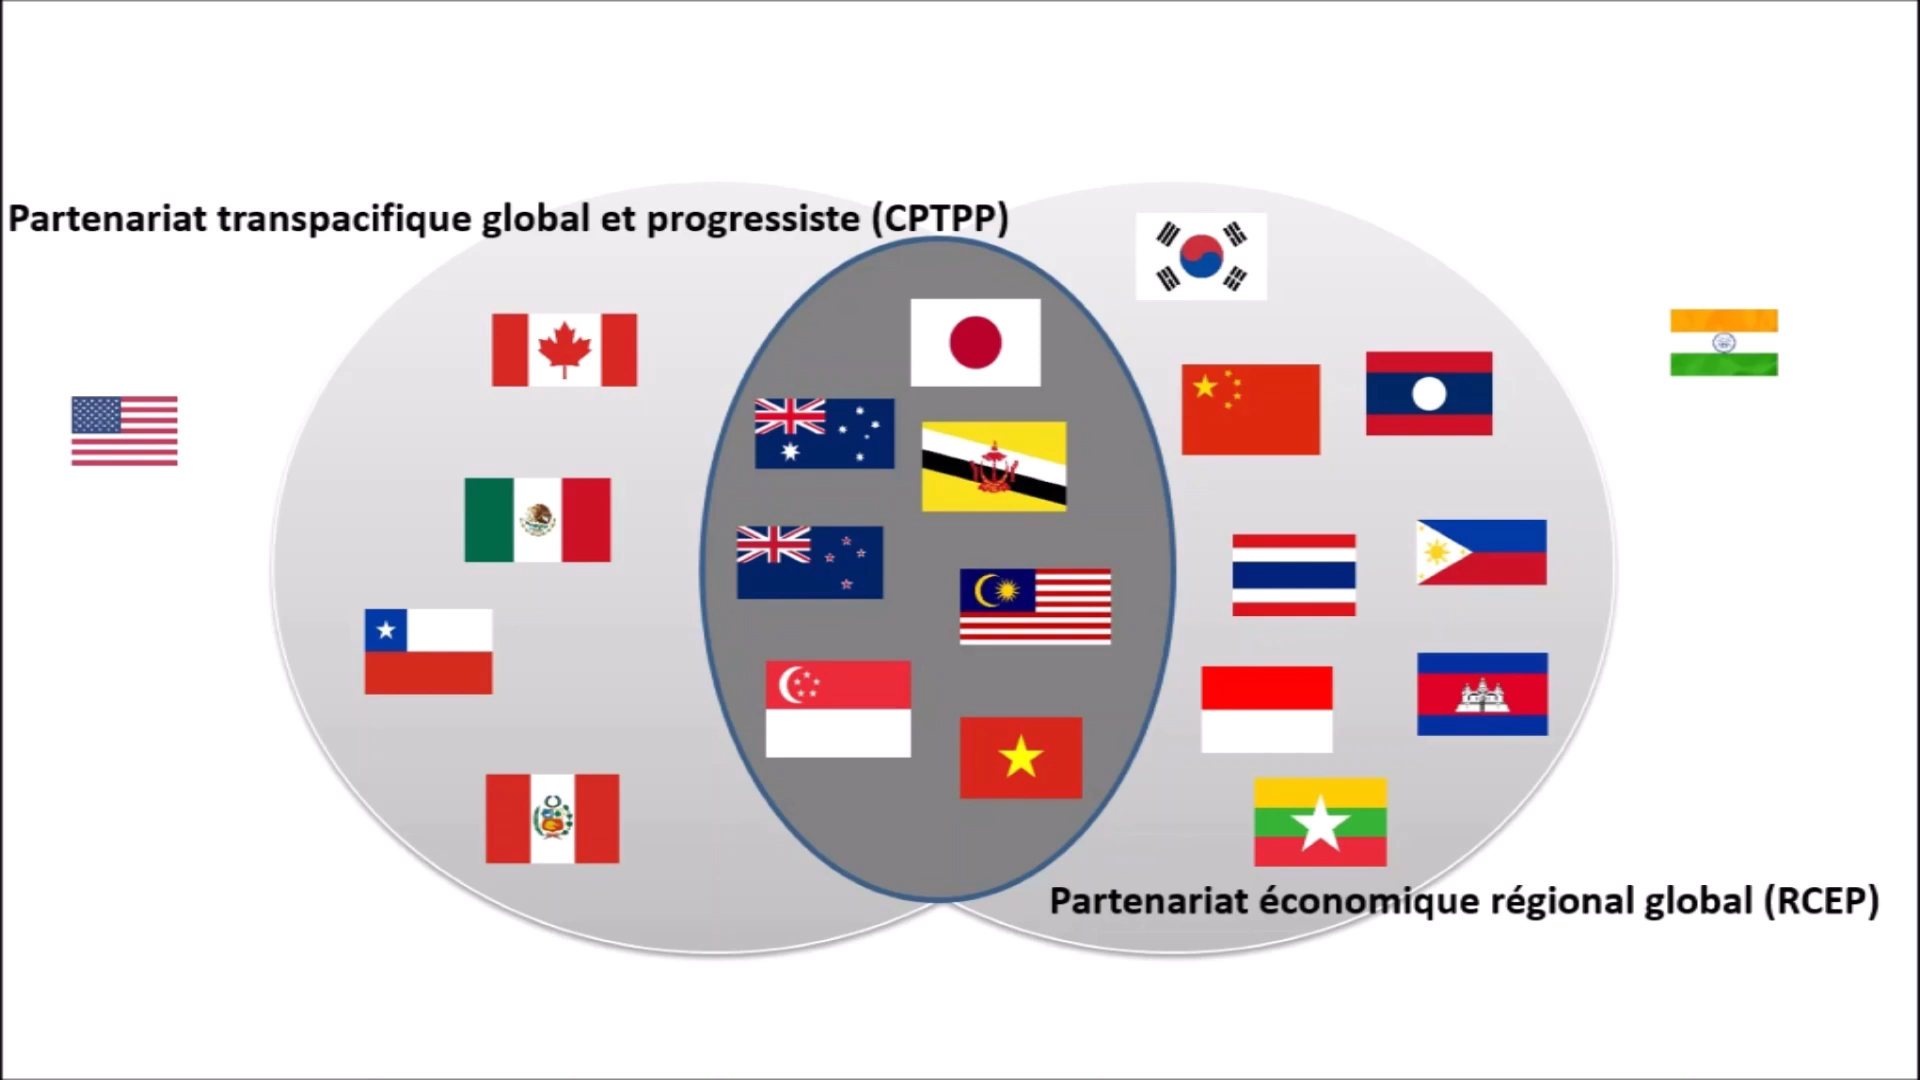 Partenariat transpacifique global et progressiste (CPTPP)
Partenariat économique régional global (RCEP)